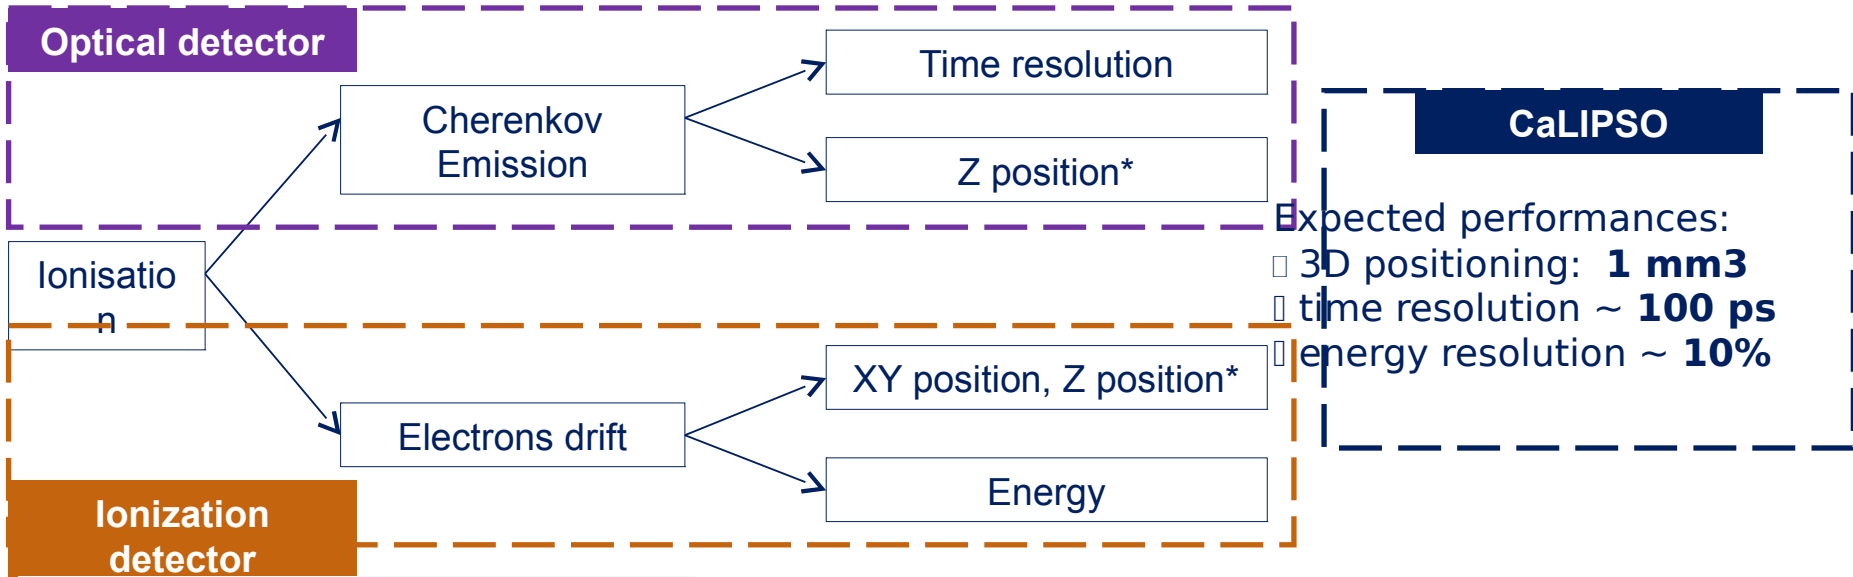 Optical detector
Time resolution
Cherenkov
Emission
Z position*
CaLIPSO
Expected performances:
3D positioning: 1 mm3
time resolution ~ 100 ps
energy resolution ~ 10%
Ionisatio
n
XY position, Z position*
Electrons drift
Energy
Ionization
detector